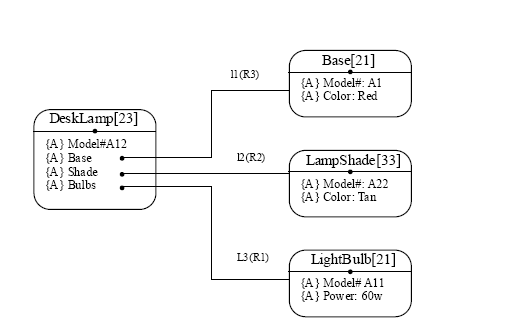 Base[21]
l1(R3)
{A} Model#: A1
{A} Color: Red
DeskLamp[23]
{A} Model#A12
{A} Base
{A} Shade
{A} Bulbs
l2(R2)
LampShade[33]
{A} Model#: A22
{A} Color: Tan
L3(R1)
LightBulb[21]
{A} Model# A11
{A} Power: 60w